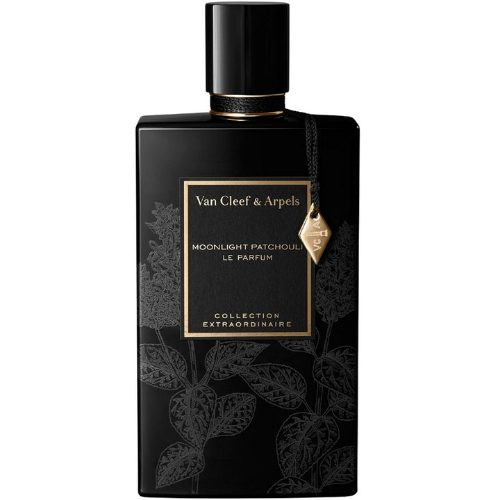 Van Cleef & Arpels
MOONLIGHT PATCHOULI
LE PARFUM
COLLECTION
EXTRAORDINAIRE